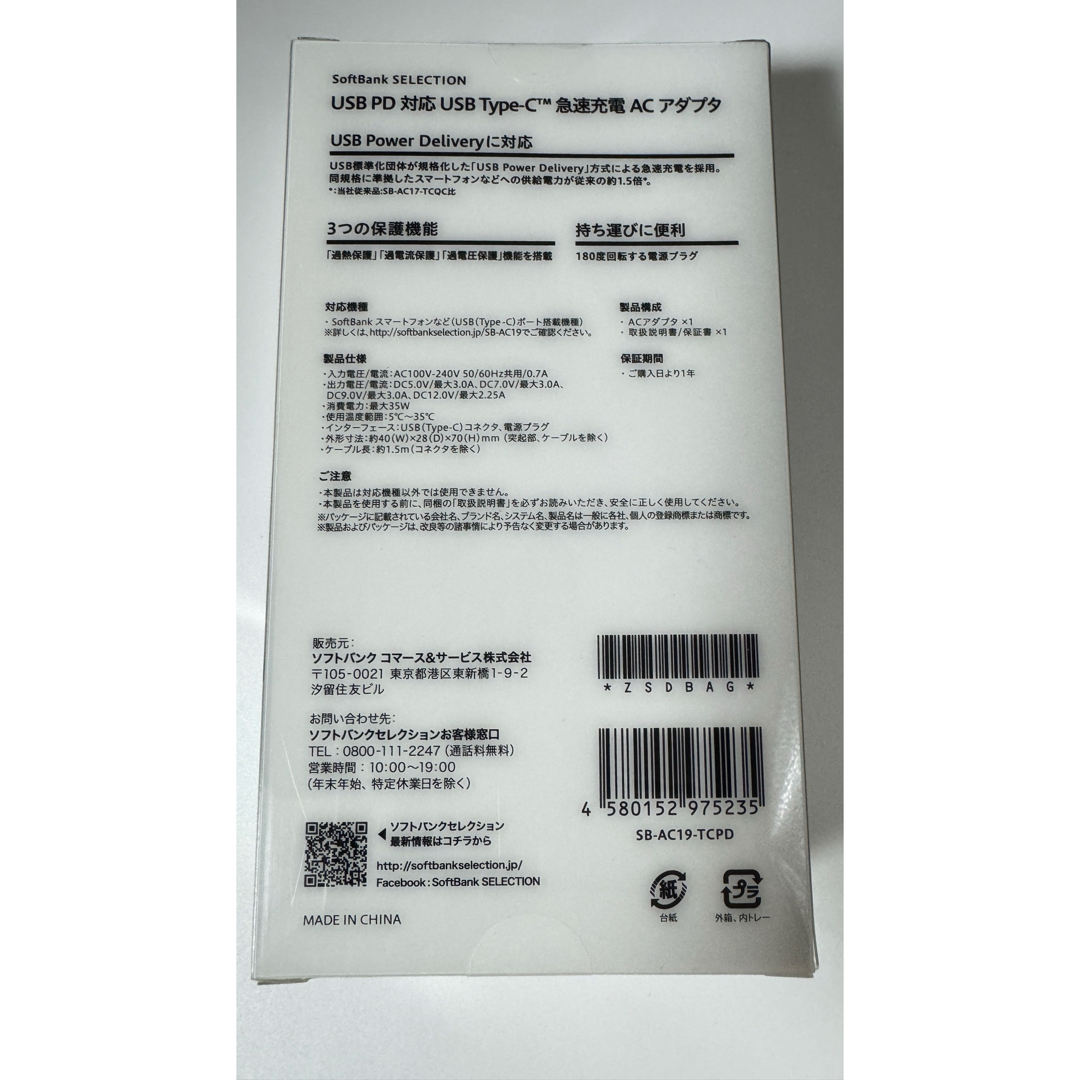 SoftBank SELECTION
USB PD 対応 USB Type-C™ 急速充電 AC アダプタ
USB Power Deliveryに対応
USB標準化団体が規格化した「USB Power Delivery」方式による急速充電を採用。
同規格に準拠したスマートフォンなどへの供給電力が従来の約1.5倍*。
*:当社従来品:SB-AC17-TCQC比
3つの保護機能
「過熱保護」「過電流保護」「過電圧保護」機能を搭載
持ち運びに便利
180度回転する電源プラグ
対応機種
・SoftBank スマートフォンなど(USB(Type-C)ポート搭載機種)
※詳しくは、http://softbankselection.jp/SB-AC19でご確認ください。
製品構成
・ACアダプタ ×1
・取扱説明書/保証書 ×1
製品仕様
・入力電圧/電流:AC100V-240V 50/60Hz共用/0.7A
・出力電圧/電流:DC5.0V/最大3.0A、DC7.0V/最大3.0A、
DC9.0V/最大3.0A、DC12.0V/最大2.25A
・消費電力:最大35W
・使用温度範囲:5℃～35℃
・インターフェース:USB(Type-C)コネクタ、電源プラグ
・外形寸法:約40(W)×28(D)×70(H)mm (突起部、ケーブルを除く)
・ケーブル長:約1.5m(コネクタを除く)
保証期間
・ご購入日より1年
ご注意
・本製品は対応機種以外では使用できません。
・本製品を使用する前に、同梱の「取扱説明書」を必ずお読みいただき、安全に正しく使用してください。
※パッケージに記載されている会社名、ブランド名、システム名、製品名は一般に各社、個人の登録商標または商標です。
※製品およびパッケージは、改良等の諸事情により予告なく変更する場合があります。
販売元:
ソフトバンク コマース&サービス株式会社
〒105-0021 東京都港区東新橋1-9-2
汐留住友ビル
お問い合わせ先:
ソフトバンクセレクションお客様窓口
TEL:0800-111-2247(通話料無料)
営業時間:10:00～19:00
(年末年始、特定休業日を除く)
ソフトバンクセレクション
最新情報はコチラから
http://softbankselection.jp/
Facebook:SoftBank SELECTION
MADE IN CHINA
*ZSDBAG*
4 580152 975235
SB-AC19-TCPD
紙
台紙
プラ
外箱、内トレー